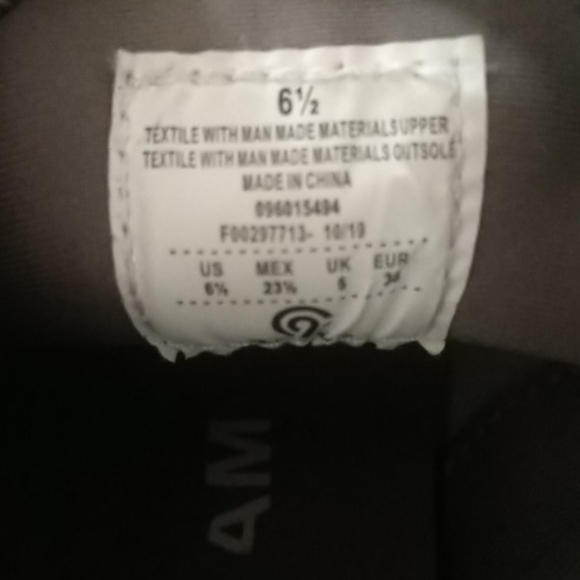 6½
TEXTILE WITH MAN MADE MATERIALS UPPER
TEXTILE WITH MAN MADE MATERIALS OUTSOLE
MADE IN CHINA
096015494
F00297713- 10/19
US MEX UK EUR
6½ 23½
AM